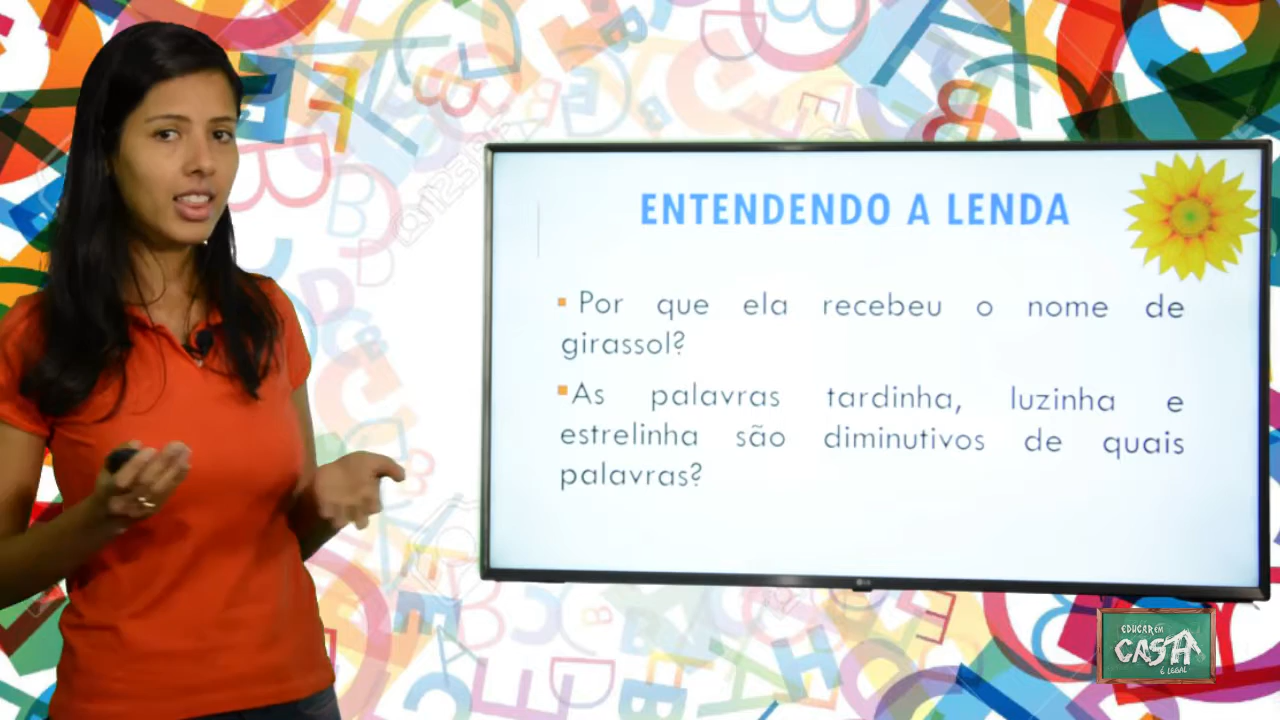 ENTENDENDO A LENDA
Por que ela recebeu o nome de
girassol?
As palavras tardinha, luzinha e
estrelinha são diminutivos de quais
palavras?
LG
EDUCAR EM
CASA
É LEGAL